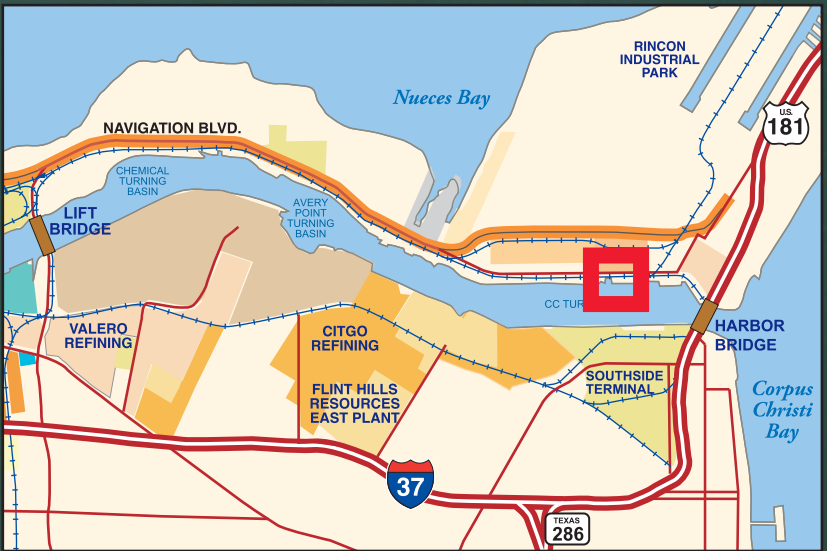 RINCON
INDUSTRIAL
PARK
Nueces Bay
U.S.
181
NAVIGATION BLVD.
CHEMICAL
TURNING
BASIN
AVERY
POINT
TURNING
BASIN
LIFT
BRIDGE
CC TUR
VALERO
REFINING
CITGO
REFINING
HARBOR
BRIDGE
FLINT HILLS
RESOURCES
EAST PLANT
SOUTHSIDE
TERMINAL
Corpus
Christi
Bay
37
TEXAS
286